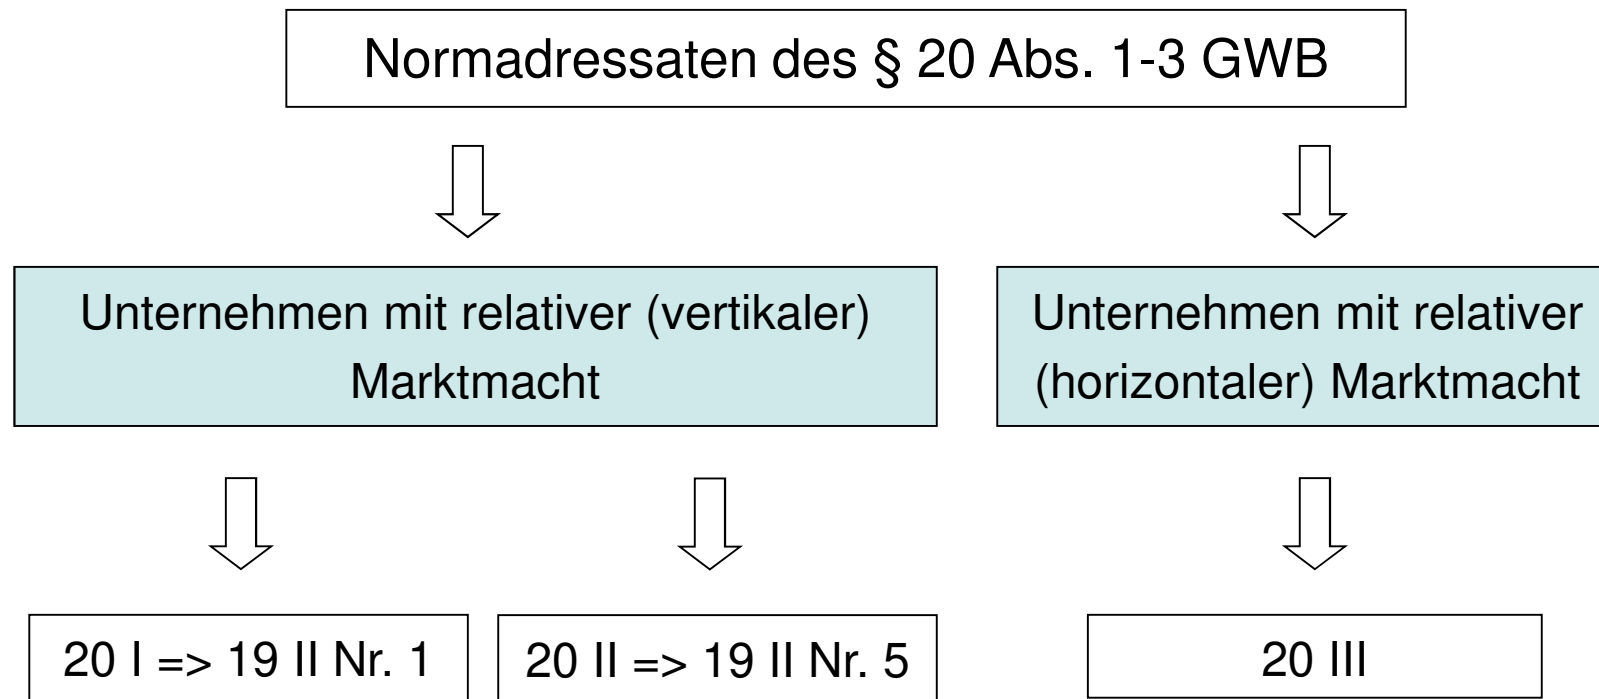 Normadressaten des § 20 Abs. 1-3 GWB
Unternehmen mit relativer (vertikaler)
Marktmacht
Unternehmen mit relativer
(horizontaler) Marktmacht
20 I => 19 II Nr. 1
20 II => 19 II Nr. 5
20 III